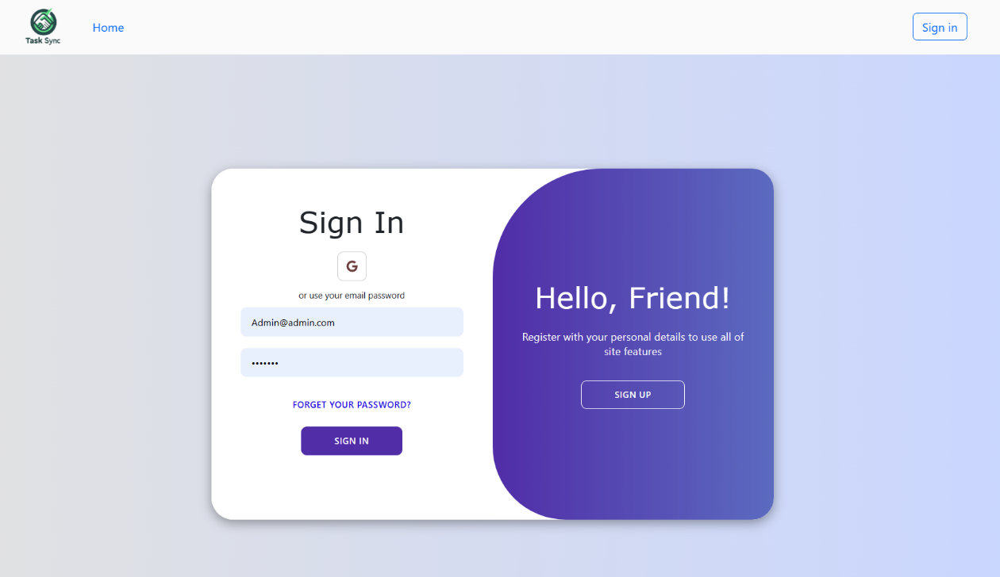 Task Sync
Home
Sign in
Sign In
G
or use your email password
Admin@admin.com
•••••••
FORGET YOUR PASSWORD?
SIGN IN
Hello, Friend!
Register with your personal details to use all of
site features
SIGN UP